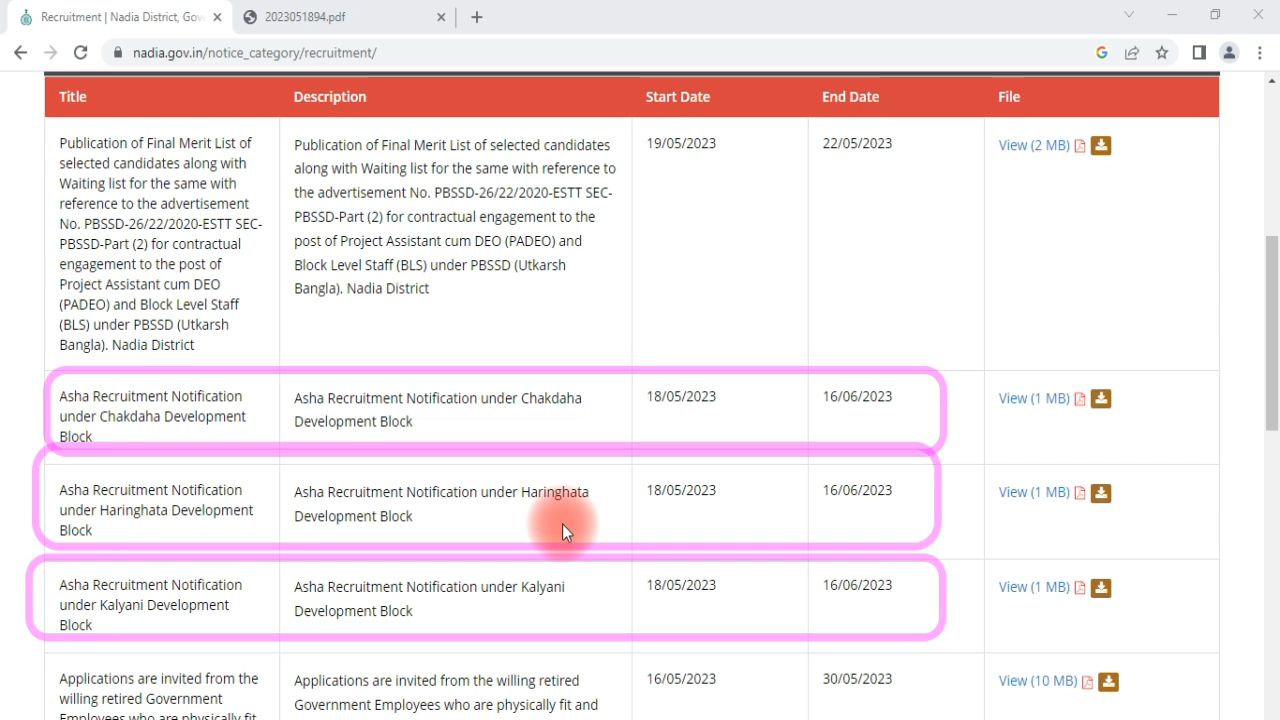 Recruitment | Nadia District, Gov
2023051894.pdf
nadia.gov.in/notice_category/recruitment/
Title Description Start Date End Date File
Publication of Final Merit List of
selected candidates along with
Waiting list for the same with
reference to the advertisement
No. PBSSD-26/22/2020-ESTT SEC-
PBSSD-Part (2) for contractual
engagement to the post of
Project Assistant cum DEO
(PADEO) and Block Level Staff
(BLS) under PBSSD (Utkarsh
Bangla). Nadia District
Publication of Final Merit List of selected candidates
along with Waiting list for the same with reference to
the advertisement No. PBSSD-26/22/2020-ESTT SEC-
PBSSD-Part (2) for contractual engagement to the
post of Project Assistant cum DEO (PADEO) and
Block Level Staff (BLS) under PBSSD (Utkarsh
Bangla). Nadia District
19/05/2023
22/05/2023
View (2 MB)
Asha Recruitment Notification
under Chakdaha Development
Block
Asha Recruitment Notification under Chakdaha
Development Block
18/05/2023
16/06/2023
View (1 MB)
Asha Recruitment Notification
under Haringhata Development
Block
Asha Recruitment Notification under Haringhata
Development Block
18/05/2023
16/06/2023
View (1 MB)
Asha Recruitment Notification
under Kalyani Development
Block
Asha Recruitment Notification under Kalyani
Development Block
18/05/2023
16/06/2023
View (1 MB)
Applications are invited from the
willing retired Government
Employees who are physically fit
Applications are invited from the willing retired
Government Employees who are physically fit and
16/05/2023
30/05/2023
View (10 MB)